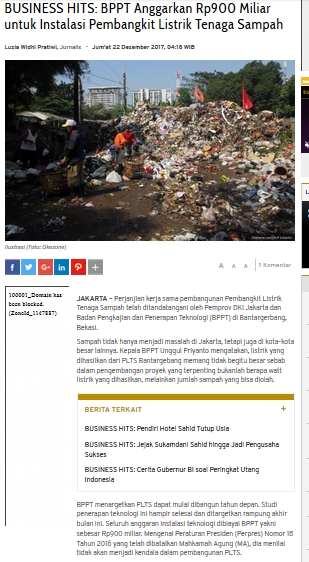 BUSINESS HITS: BPPT Anggarkan Rp900 Miliar
untuk Instalasi Pembangkit Listrik Tenaga Sampah
Luzia Widhi Pratiwi, Jurnalis - Jum'at 22 Desember 2017, 04:18 WIB
Ilustrasi (Foto: Okezone)
A A A 1 Komentar
100001_Domain has
been blocked.
(ZoneId_1147887)
JAKARTA – Perjanjian kerja sama pembangunan Pembangkit Listrik
Tenaga Sampah telah ditandatangani oleh Pemprov DKI Jakarta dan
Badan Pengkajian dan Penerapan Teknologi (BPPT) di Bantargerbang,
Bekasi.
Sampah tidak hanya menjadi masalah di Jakarta, tetapi juga di kota-kota
besar lainnya. Kepala BPPT Unggul Priyanto mengatakan, listrik yang
dihasilkan dari PLTS Bantargebang memang tidak begitu besar sebab
dalam pengembangan proyek yang terpenting bukanlah berapa watt
listrik yang dihasilkan, melainkan jumlah sampah yang bisa diolah.
BERITA TERKAIT +
BUSINESS HITS: Pendiri Hotel Sahid Tutup Usia
BUSINESS HITS: Jejak Sukamdani Sahid hingga Jadi Pengusaha
Sukses
BUSINESS HITS: Cerita Gubernur BI soal Peringkat Utang
Indonesia
BPPT menargetkan PLTS dapat mulai dibangun tahun depan. Studi
penerapan teknologi ini hampir selesai dan ditargetkan rampung akhir
bulan ini. Seluruh anggaran instalasi teknologi dibiayai BPPT yakni
sebesar Rp900 miliar. Mengenai Peraturan Presiden (Perpres) Nomor 18
Tahun 2016 yang telah dibatalkan Mahkamah Agung (MA), dia menilai
tidak akan menjadi kendala dalam pembangunan PLTS.